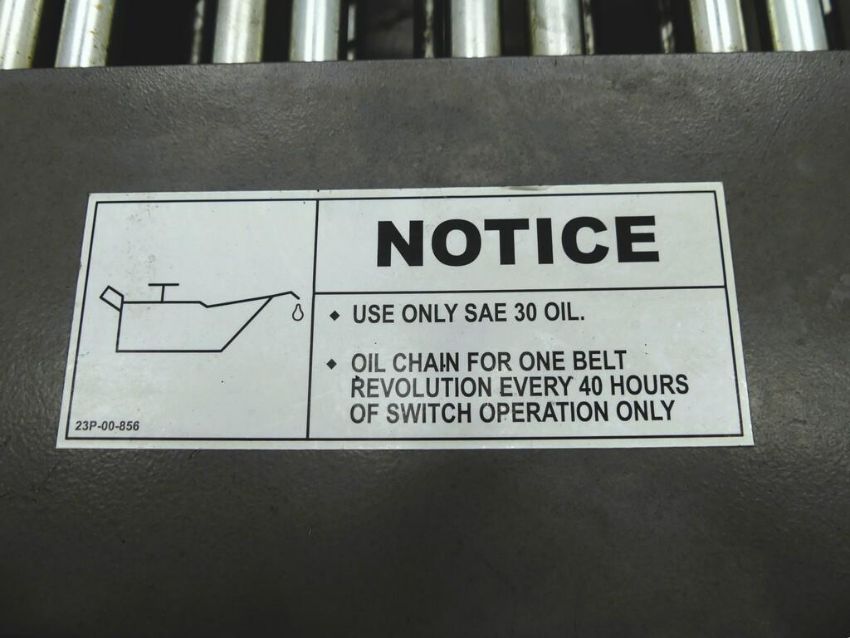 NOTICE
♦ USE ONLY SAE 30 OIL.
♦ OIL CHAIN FOR ONE BELT
REVOLUTION EVERY 40 HOURS
OF SWITCH OPERATION ONLY
23P-00-856